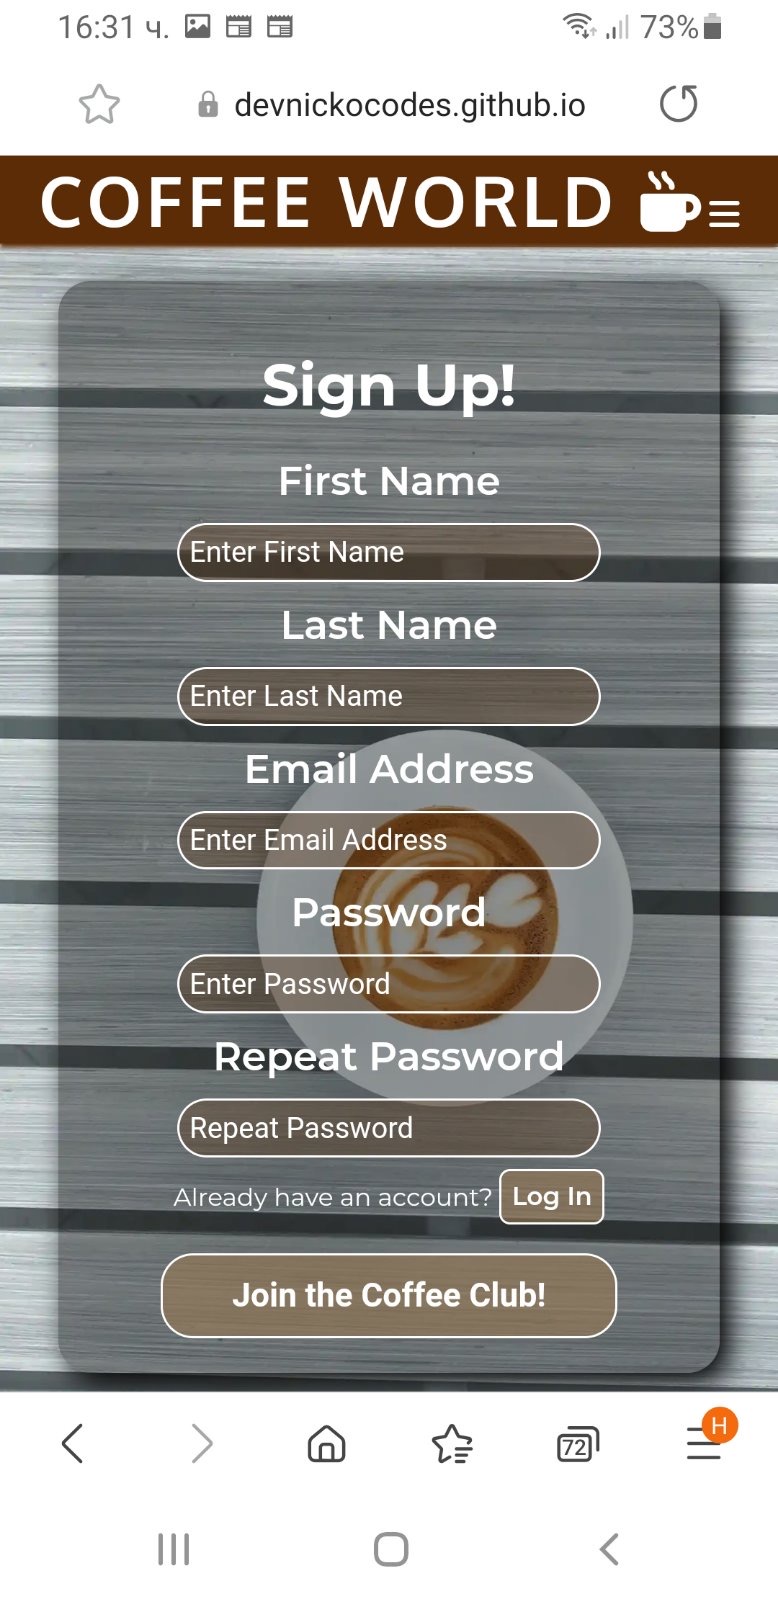 16:31 ч. 73%
devnickocodes.github.io
COFFEE WORLD
Sign Up!
First Name
Enter First Name
Last Name
Enter Last Name
Email Address
Enter Email Address
Password
Enter Password
Repeat Password
Repeat Password
Already have an account? Log In
Join the Coffee Club!
72 H